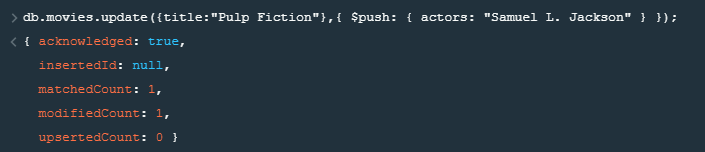 > db.movies.update({title:"Pulp Fiction"},{ $push: { actors: "Samuel L. Jackson" } });
< { acknowledged: true,
insertedId: null,
matchedCount: 1,
modifiedCount: 1,
upsertedCount: 0 }